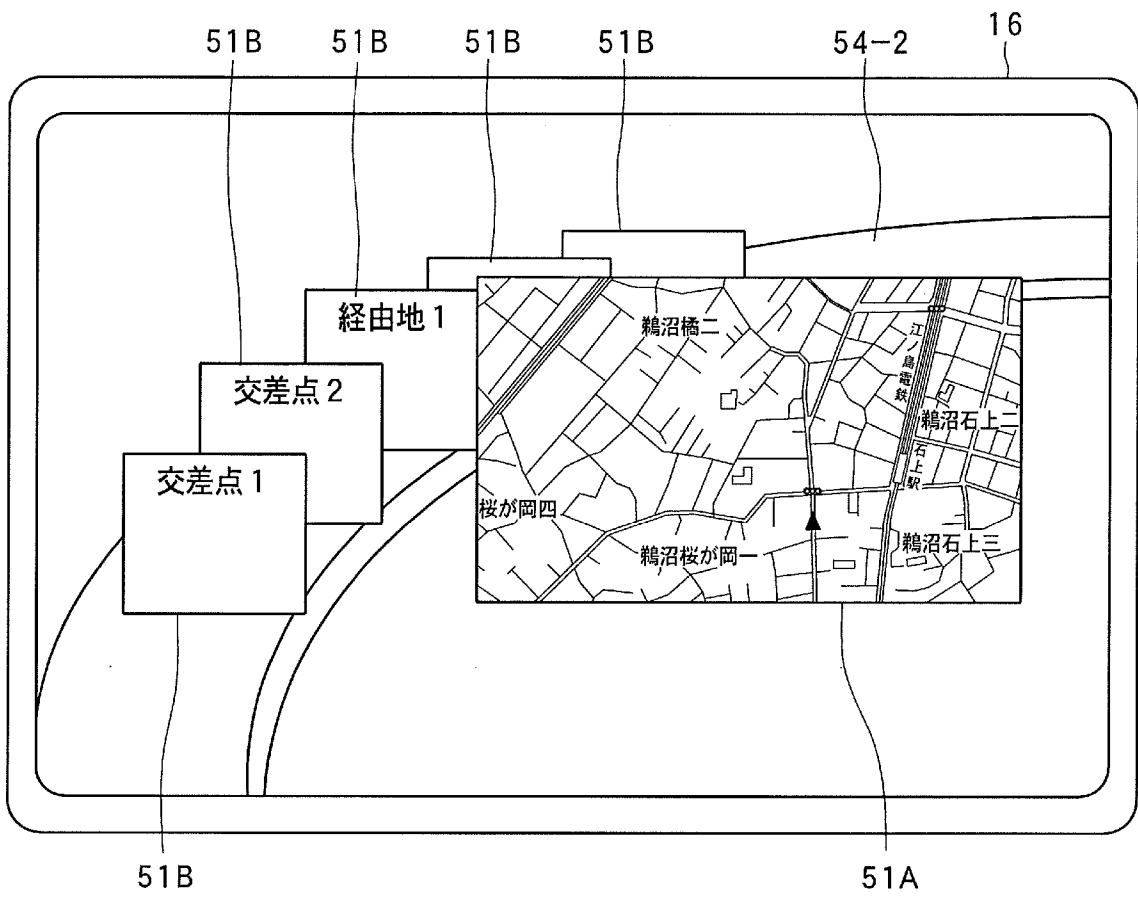 51B
51B
51B
51B
54-2
16
経由地1
交差点2
交差点1
鵜沼橘二
江ノ島電鉄
鵜沼石上二
石上駅
桜が岡四
鵜沼桜が岡一
鵜沼石上三
51B
51A